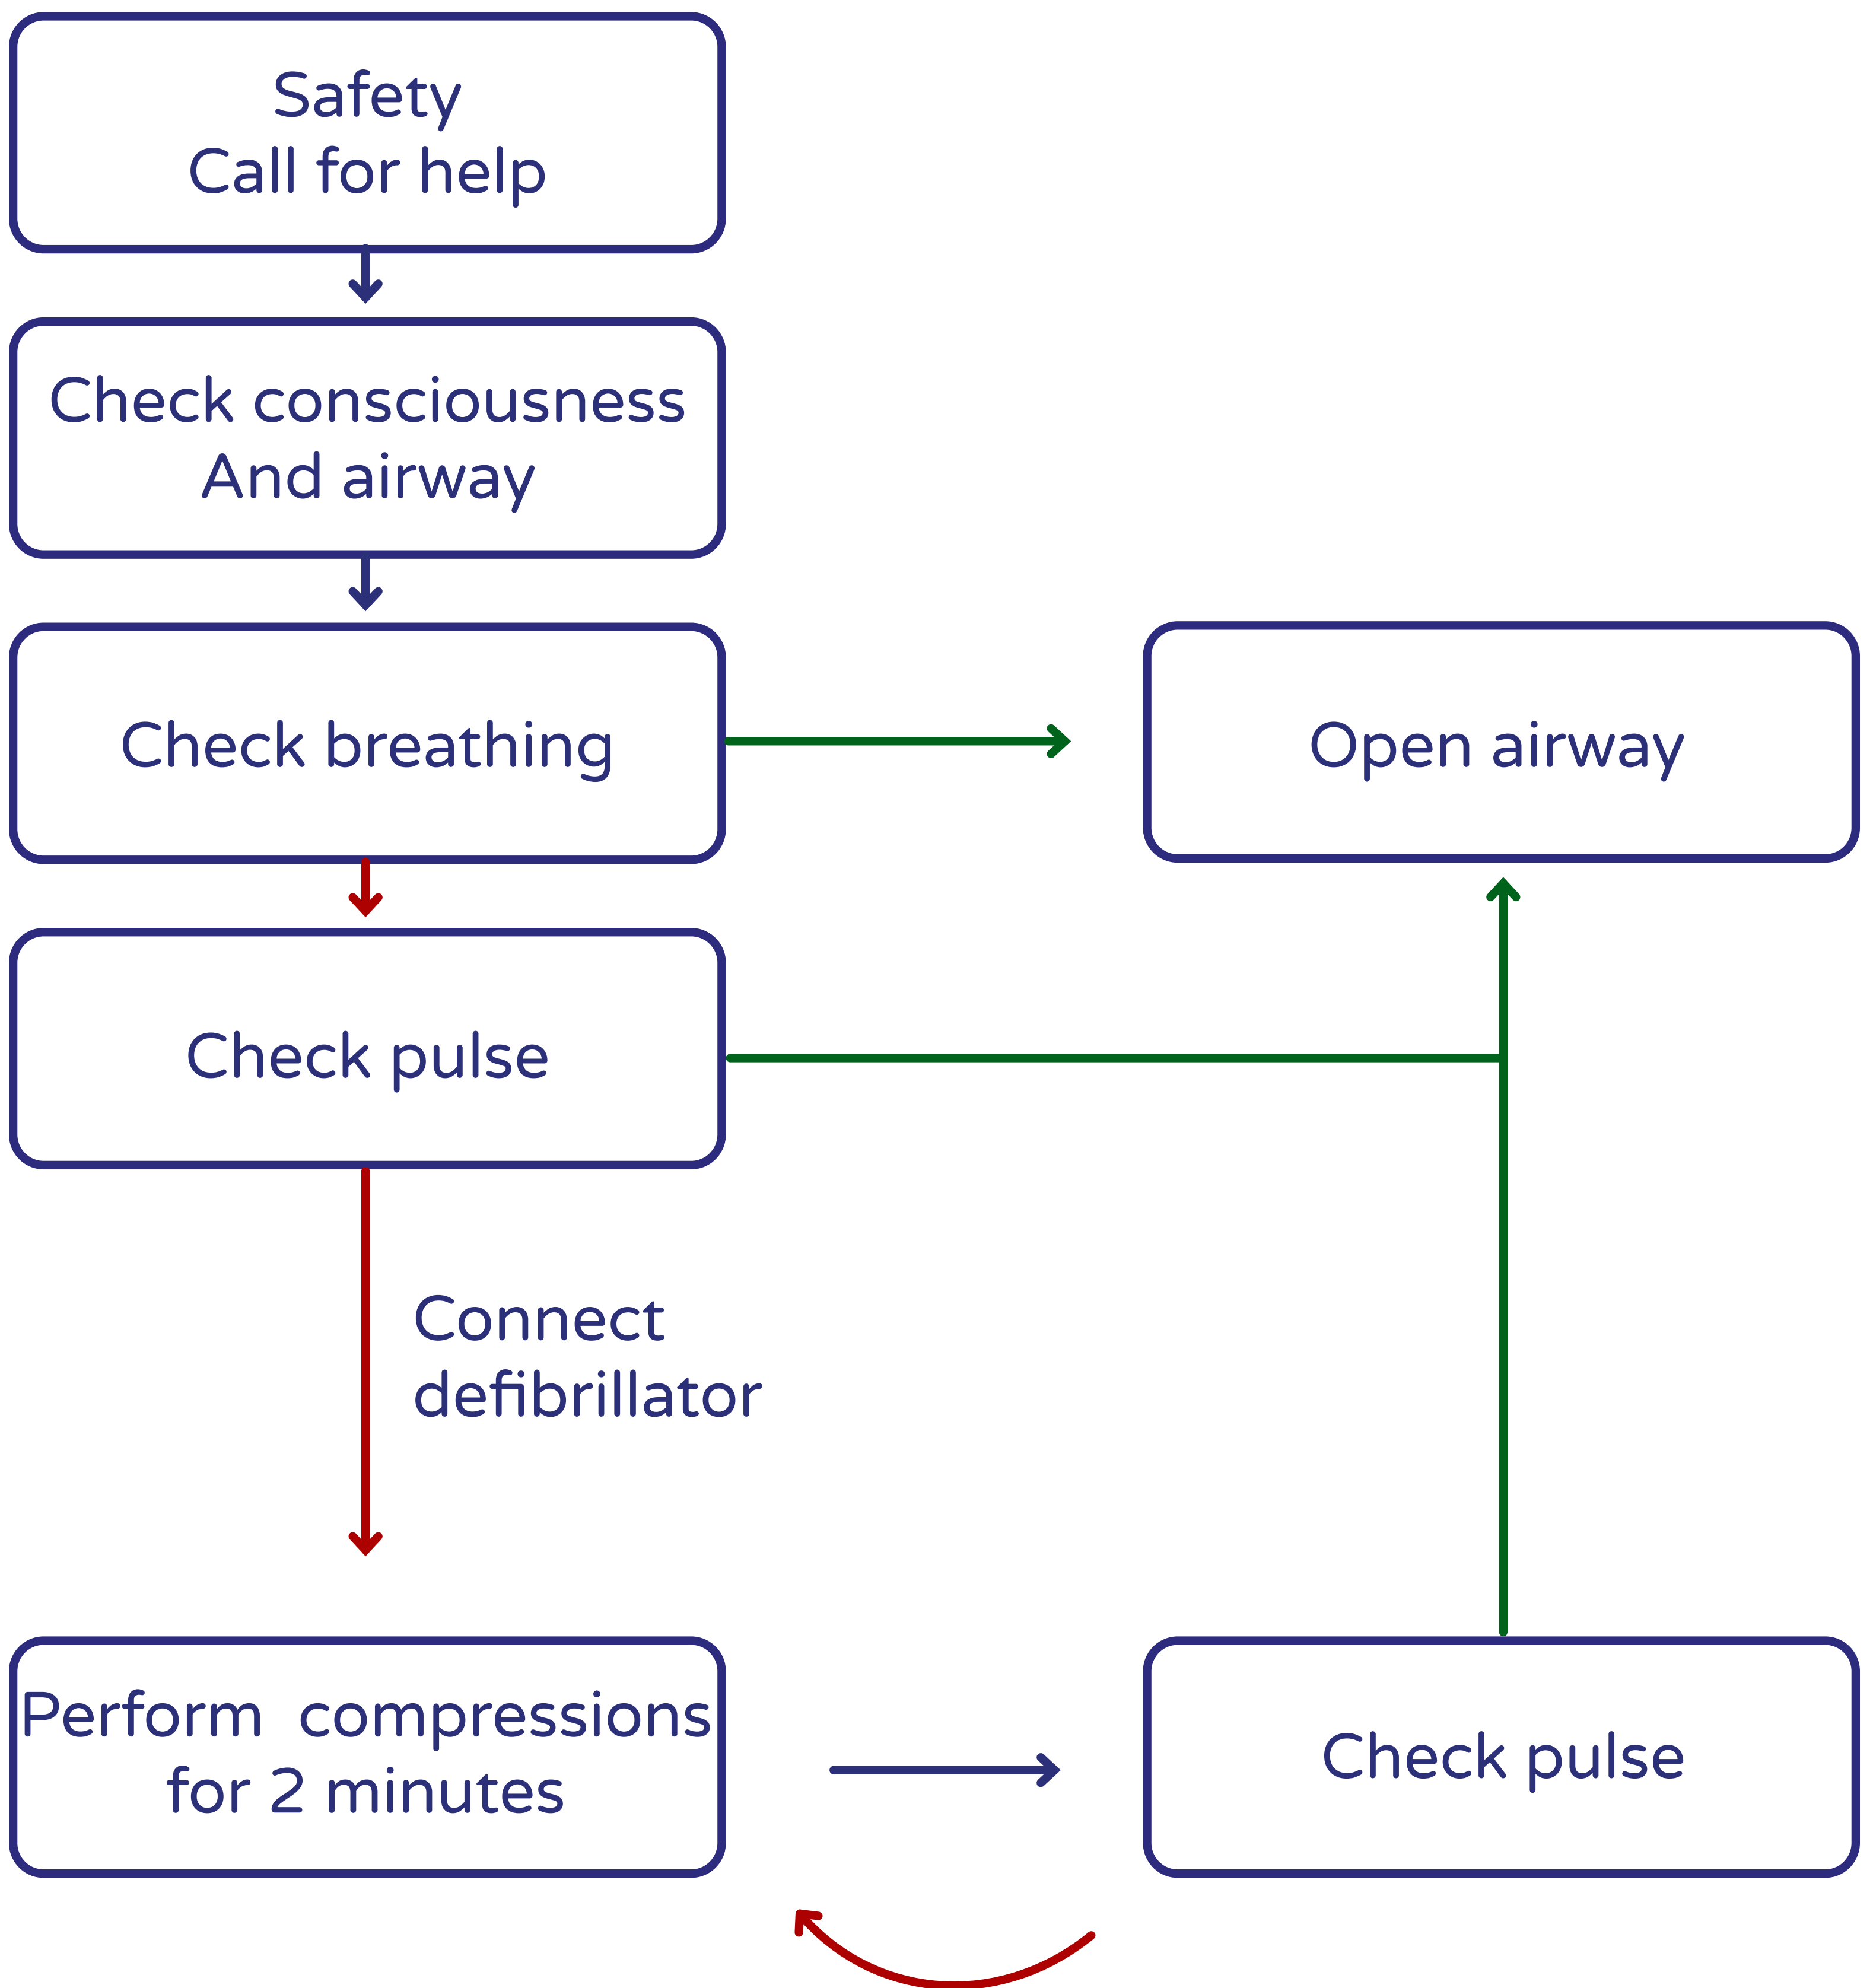 Safety
Call for help
Check consciousness
And airway
Check breathing
Open airway
Check pulse
Connect
defibrillator
Perform compressions
for 2 minutes
Check pulse